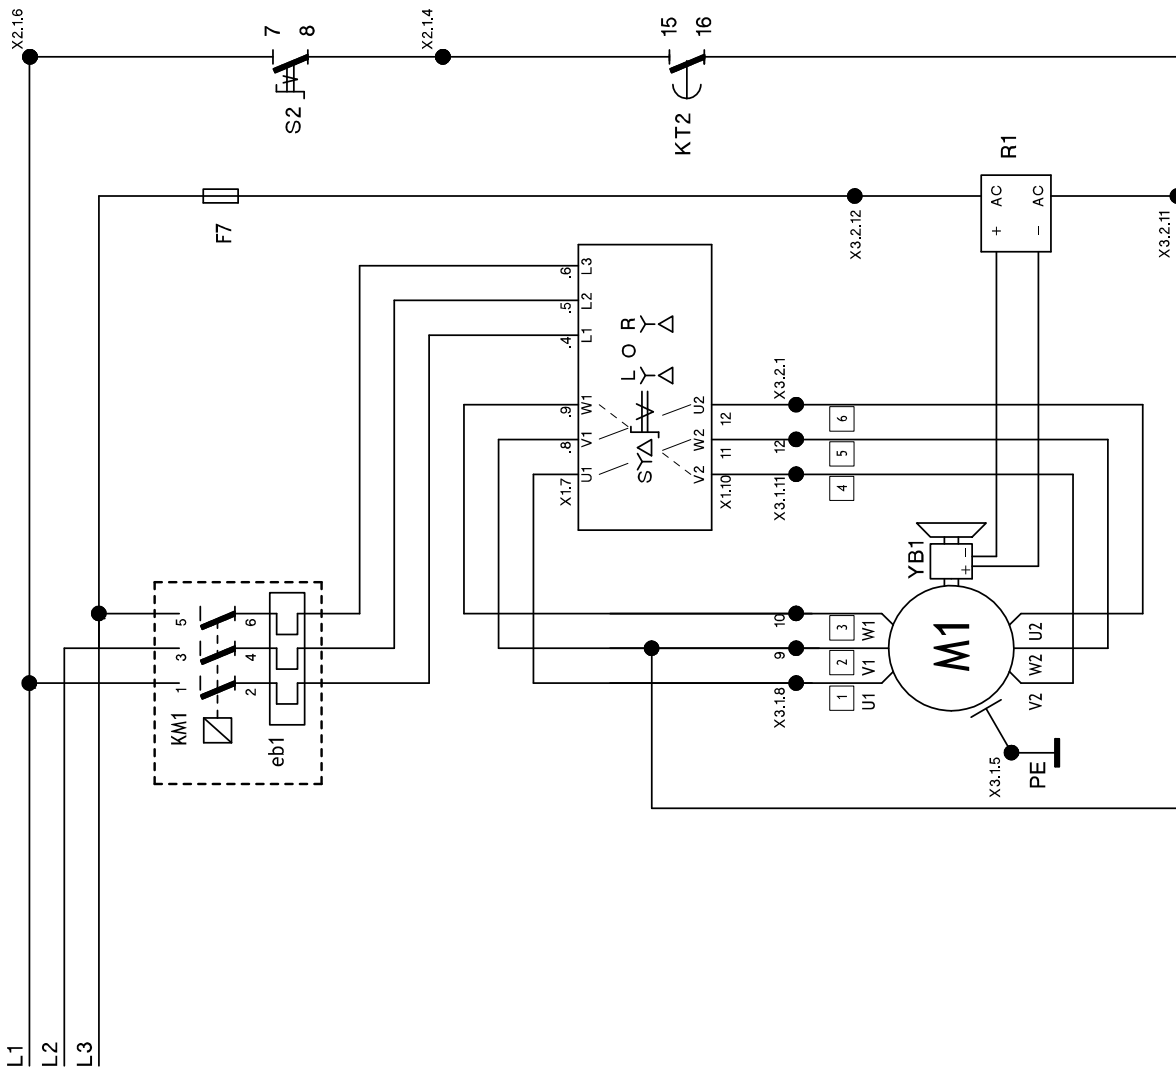 X2.1.6
7
8
S2
X2.1.4
15
16
KT2
F7
X3.2.12
R1
AC
AC
+
-
X3.2.11
.6
L3
.5
L2
.4
L1
.9
W1
.8
V1
X1.7
U1
L O R
SY
U2
12
W2
11
V2
X1.10
X3.2.1
12
X3.1.11
6
5
4
YB1
+ -
KM1
5
3
1
6
4
2
eb1
10
9
X3.1.8
3
2
1
W1
V1
U1
M1
U2
W2
V2
X3.1.5
PE
L1
L2
L3